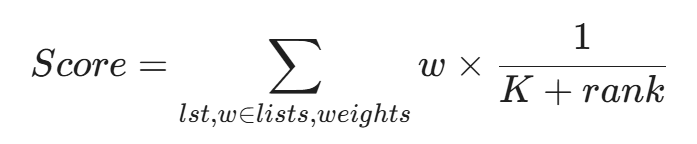 Score = ∑ w × 1 / (K + rank)
lst,w∈lists,weights